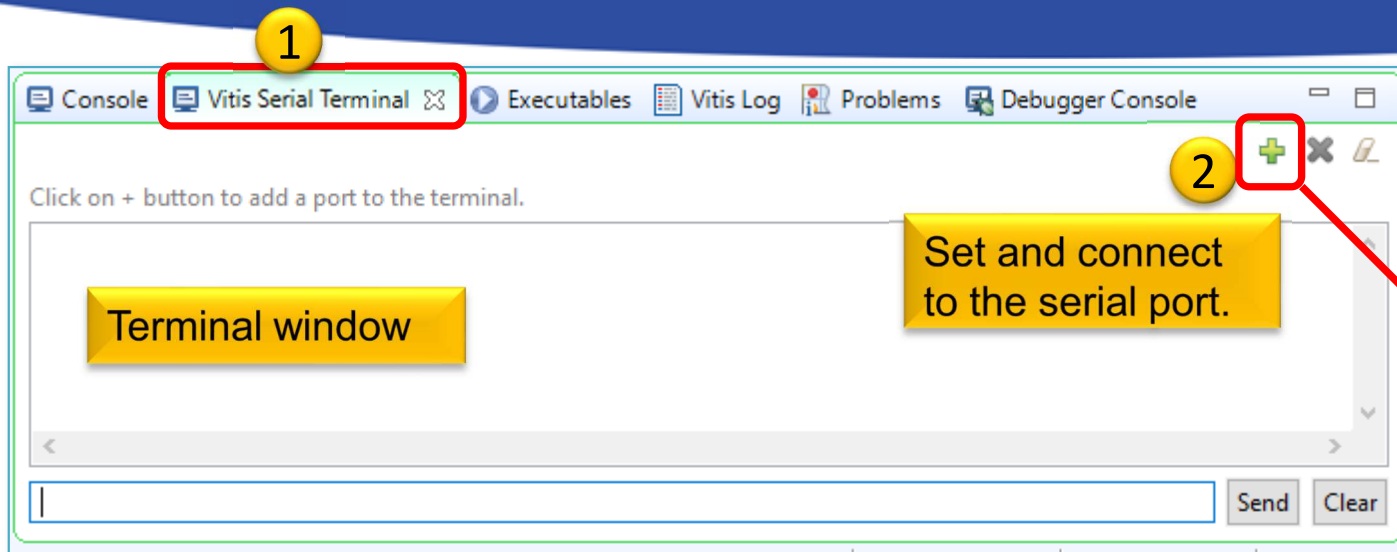 1
Console Vitis Serial Terminal Executables Vitis Log Problems Debugger Console
2
Click on + button to add a port to the terminal.
Set and connect
to the serial port.
Terminal window
Send Clear